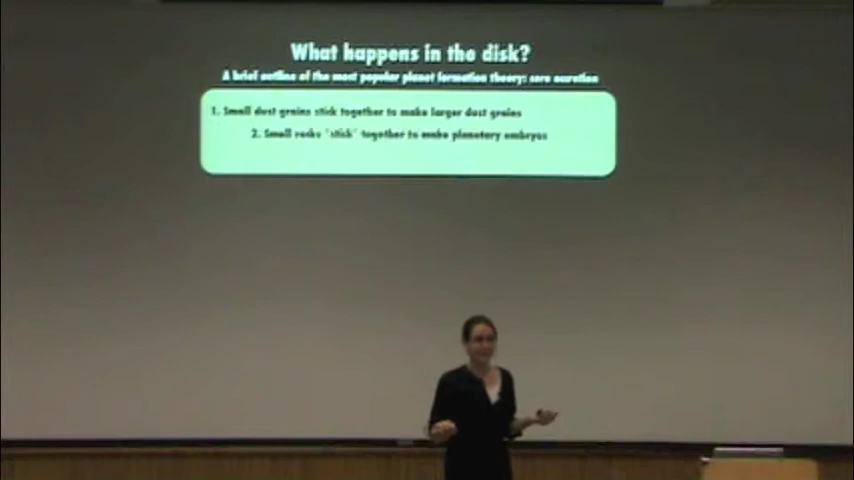 What happens in the disk?
A brief outline of the most popular planet formation theory: core accretion
1. Small dust grains stick together to make larger dust grains
2. Small rocks 'stick' together to make planetary embryos